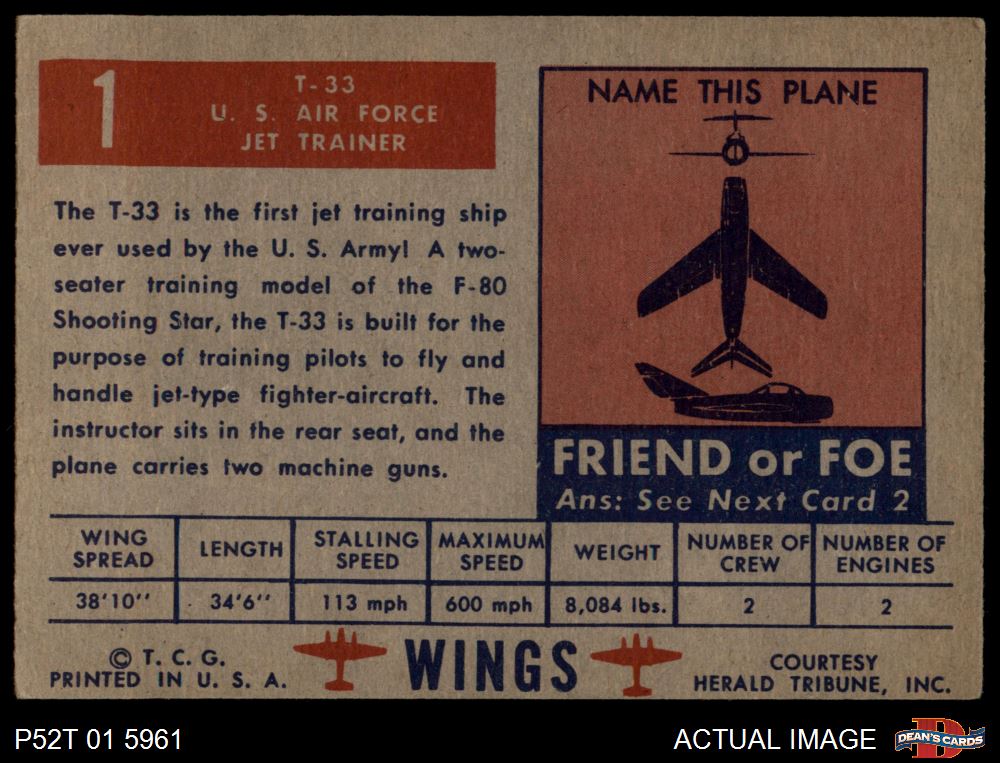 1
T-33
U. S. AIR FORCE
JET TRAINER
The T-33 is the first jet training ship
ever used by the U. S. Army! A two-
seater training model of the F-80
Shooting Star, the T-33 is built for the
purpose of training pilots to fly and
handle jet-type fighter-aircraft. The
instructor sits in the rear seat, and the
plane carries two machine guns.
NAME THIS PLANE
FRIEND or FOE
Ans: See Next Card 2
WING SPREAD
LENGTH
STALLING SPEED
MAXIMUM SPEED
WEIGHT
NUMBER OF CREW
NUMBER OF ENGINES
38'10''
34'6''
113 mph
600 mph
8,084 lbs.
2
2
© T. C. G.
PRINTED IN U. S. A.
WINGS
COURTESY
HERALD TRIBUNE, INC.
P52T 01 5961
ACTUAL IMAGE
D
DEAN'S CARDS